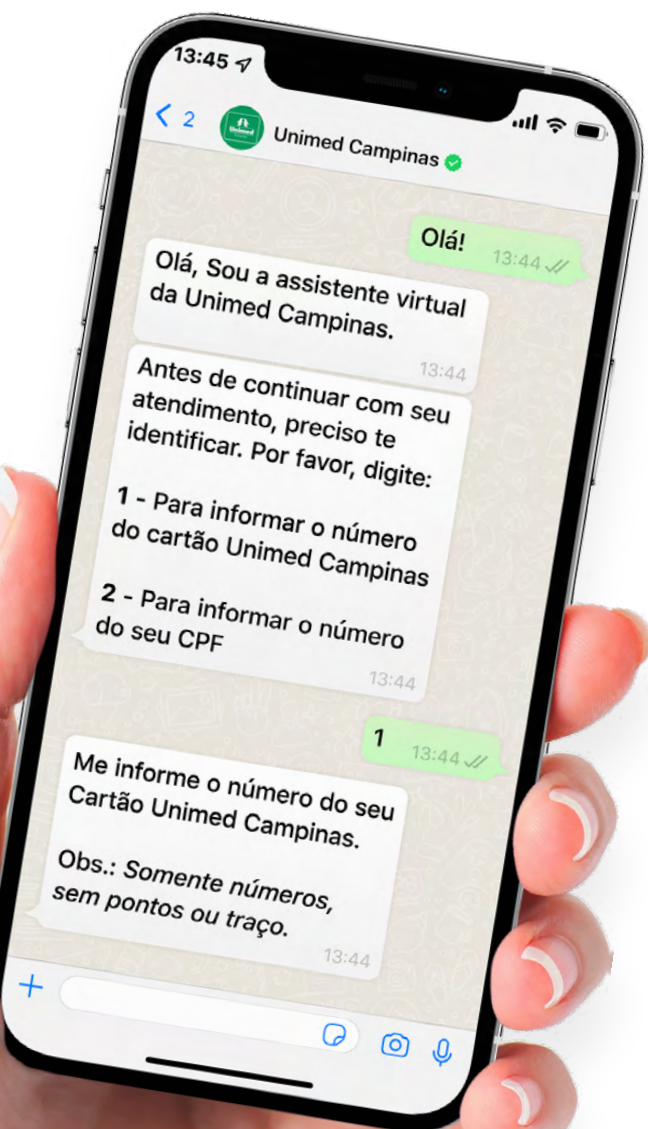 13:45
2
Unimed
Unimed Campinas
Olá!
13:44
Olá, Sou a assistente virtual
da Unimed Campinas.
13:44
Antes de continuar com seu
atendimento, preciso te
identificar. Por favor, digite:
1 - Para informar o número
do cartão Unimed Campinas
2 - Para informar o número
do seu CPF
13:44
1
13:44
Me informe o número do seu
Cartão Unimed Campinas.
Obs.: Somente números,
sem pontos ou traço.
13:44